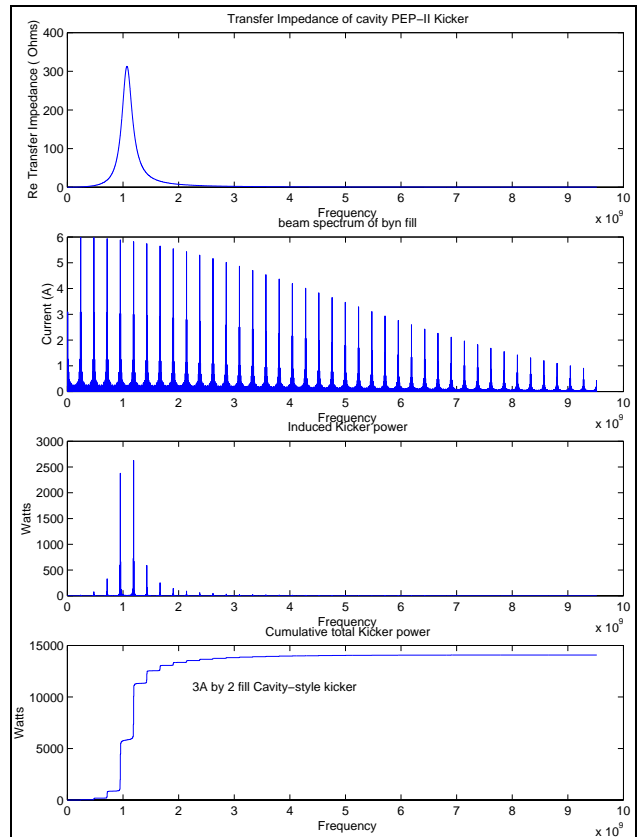 Transfer Impedance of cavity PEP-II Kicker
Re Transfer Impedance ( Ohms)
400
300
200
100
0
0 1 2 3 4 5 6 7 8 9 10
Frequency
x 10^9
beam spectrum of byn fill
Current (A)
6
5
4
3
2
1
0
0 1 2 3 4 5 6 7 8 9 10
Frequency
x 10^9
Induced Kicker power
Watts
3000
2500
2000
1500
1000
500
0
0 1 2 3 4 5 6 7 8 9 10
Frequency
x 10^9
Cumulative total Kicker power
Watts
15000
10000
5000
0
3A by 2 fill Cavity-style kicker
0 1 2 3 4 5 6 7 8 9 10
Frequency
x 10^9